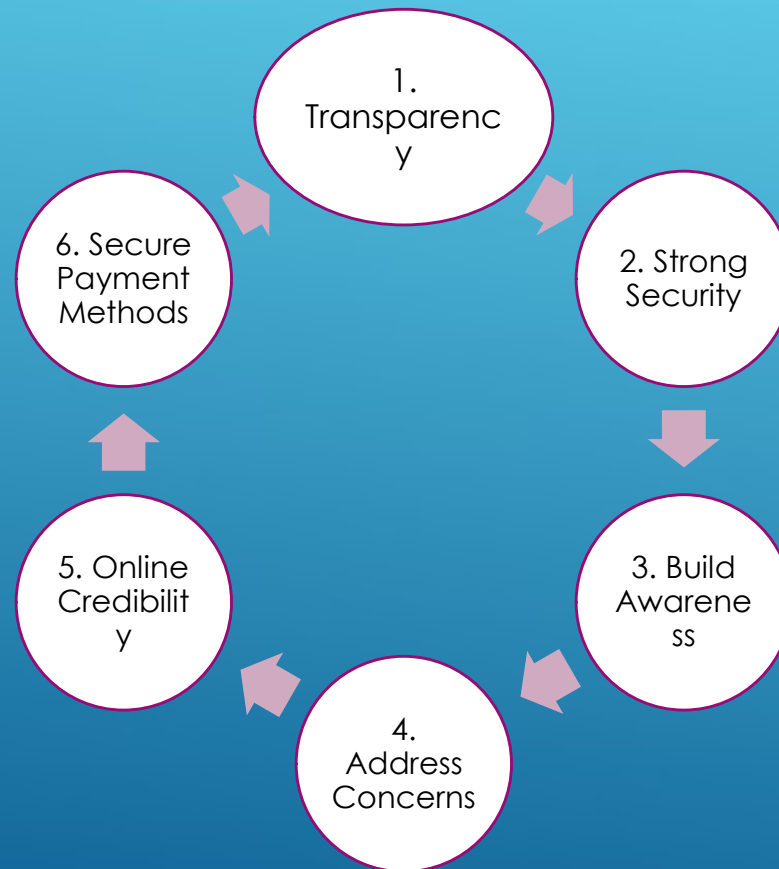 1.
Transparenc
y
2. Strong
Security
3. Build
Awarene
ss
4.
Address
Concerns
5. Online
Credibilit
y
6. Secure
Payment
Methods